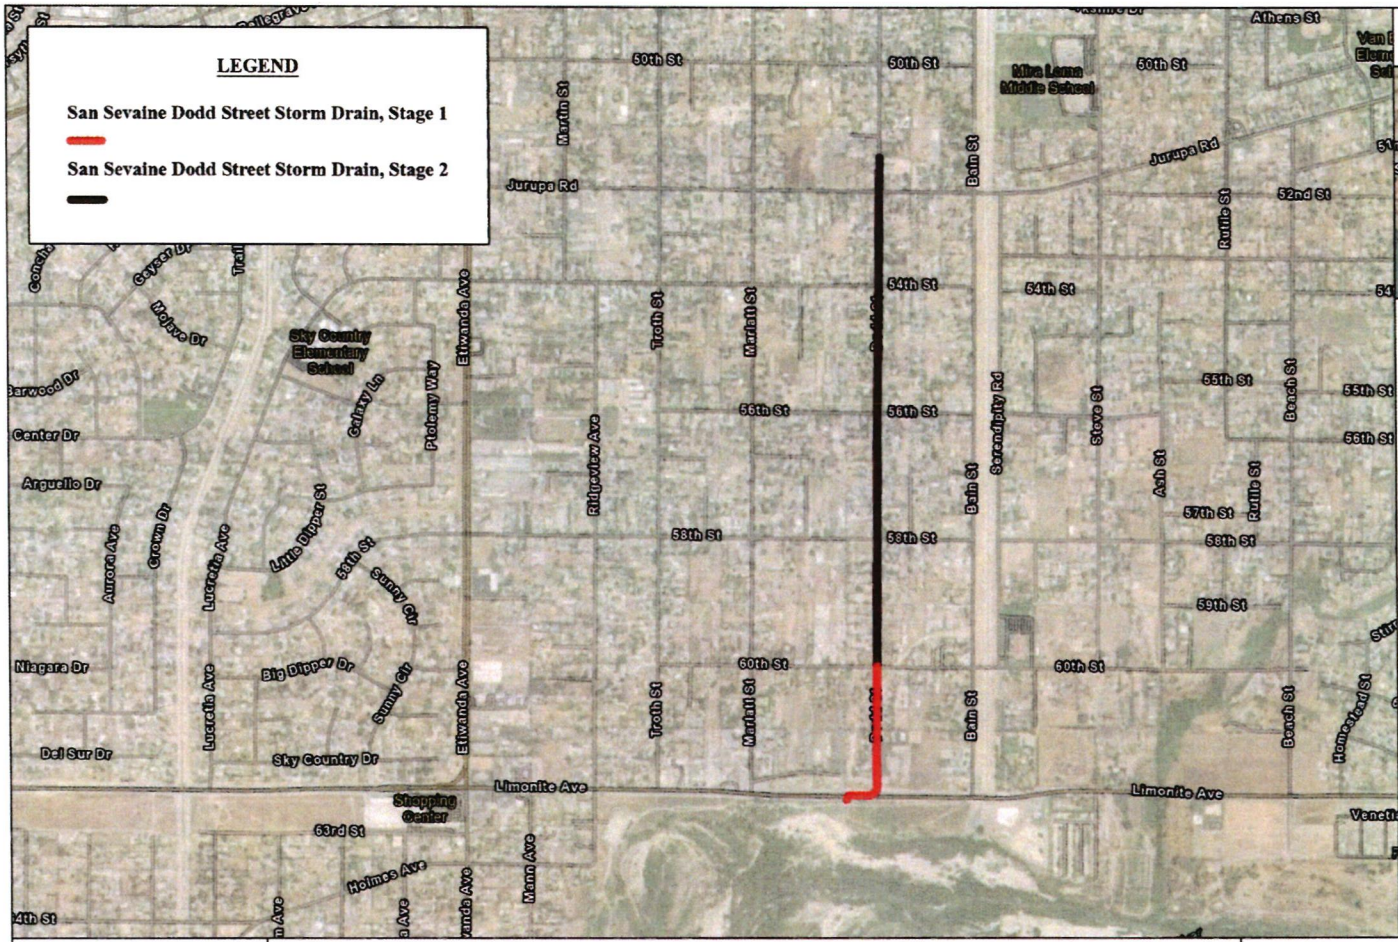 LEGEND
San Sevaine Dodd Street Storm Drain, Stage 1
San Sevaine Dodd Street Storm Drain, Stage 2
Athens St
50th St
50th St
50th St
Mira Loma
Middle School
Martin St
Bain St
Jurupa Rd
Jurupa Rd
52nd St
Rutile St
Geyser Dr
Mojave Dr
Etiwanda Ave
Sky Country
Elementary
School
Troth St
Marlatt St
54th St
54th St
Barwood Dr
Galaxy Ln
Ptolemy Way
56th St
56th St
Serendipity Rd
Steve St
55th St
Beach St
55th St
56th St
Center Dr
Arguello Dr
Ridgeview Ave
Bain St
Ash St
Rutile St
57th St
Aurora Ave
Crown Dr
Lucretia Ave
Little Dipper St
58th St
58th St
58th St
58th St
Sunny Cir
59th St
Niagara Dr
Big Dipper Dr
Sunny Cir
Lucretia Ave
Etiwanda Ave
60th St
60th St
Troth St
Marlatt St
Bain St
Beach St
Homestead St
Del Sur Dr
Sky Country Dr
Limonite Ave
Limonite Ave
Shopping
Center
63rd St
Holmes Ave
Mann Ave